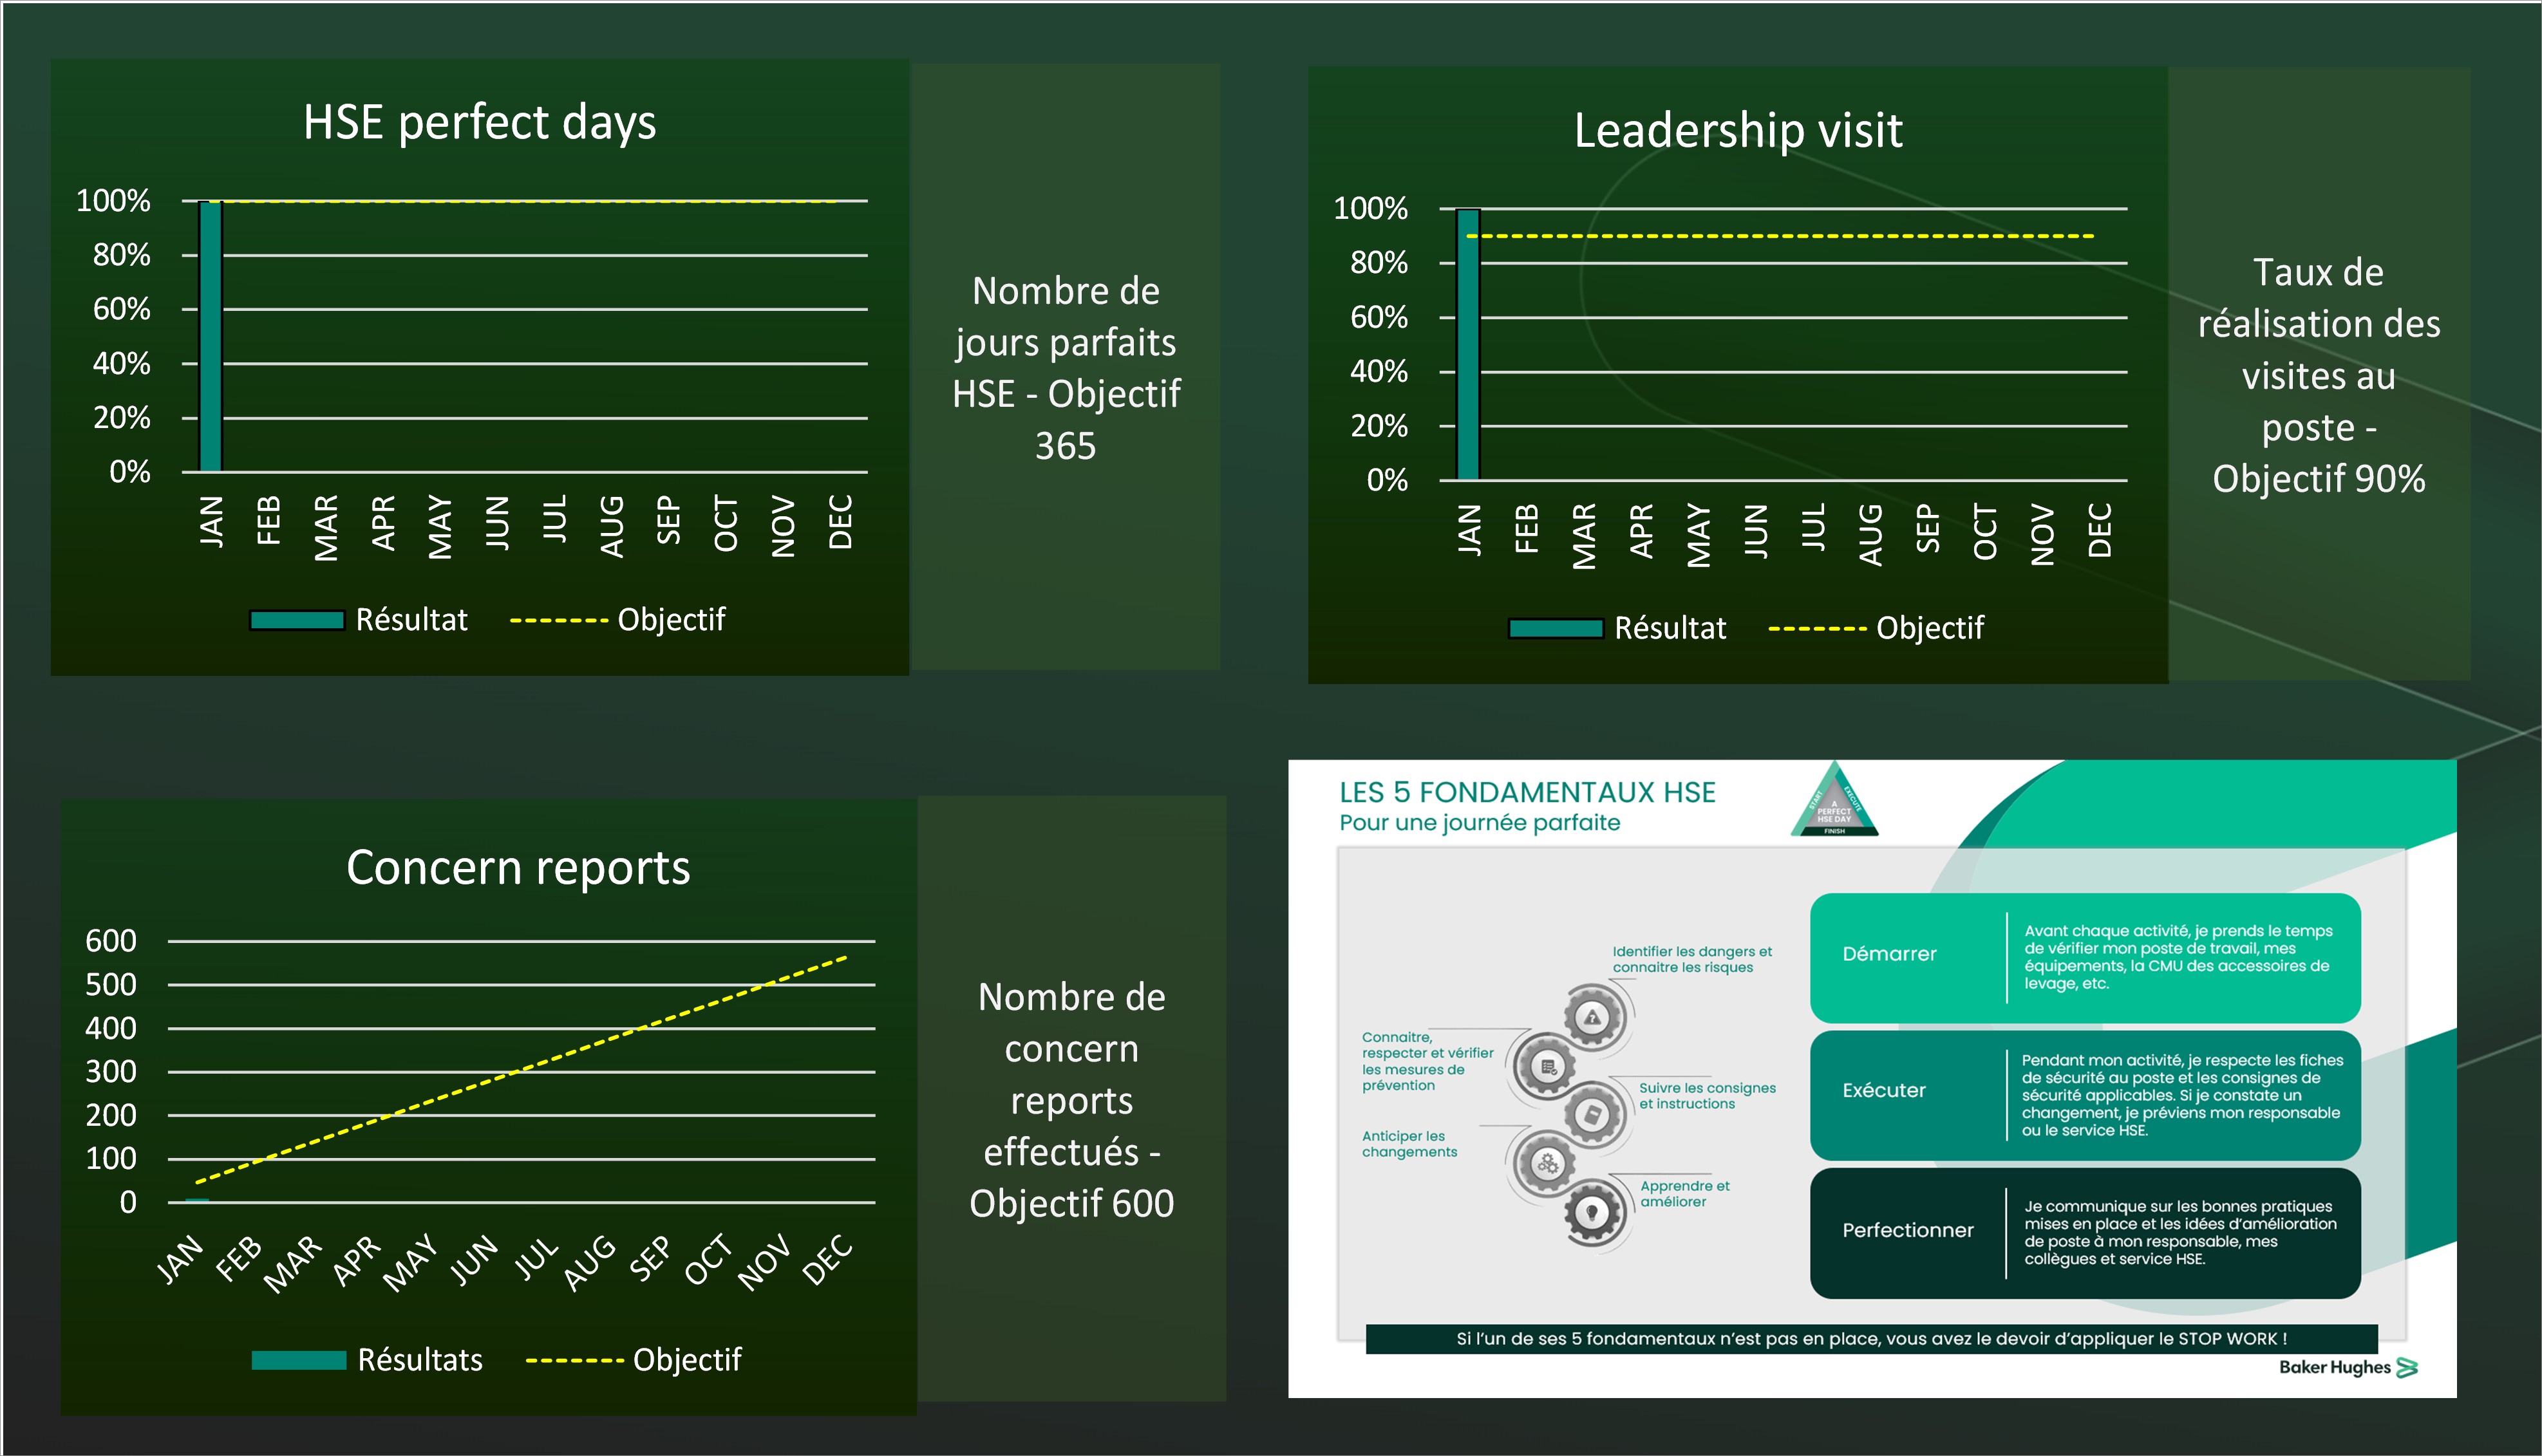 HSE perfect days
100%
80%
60%
40%
20%
0%
JAN
FEB
MAR
APR
MAY
JUN
JUL
AUG
SEP
OCT
NOV
DEC
Résultat
Objectif
Nombre de
jours parfaits
HSE - Objectif
365
Leadership visit
100%
80%
60%
40%
20%
0%
JAN
FEB
MAR
APR
MAY
JUN
JUL
AUG
SEP
OCT
NOV
DEC
Résultat
Objectif
Taux de
réalisation des
visites au
poste -
Objectif 90%
Concern reports
600
500
400
300
200
100
0
JAN
FEB
MAR
APR
MAY
JUN
JUL
AUG
SEP
OCT
NOV
DEC
Résultats
Objectif
Nombre de
concern
reports
effectués -
Objectif 600
LES 5 FONDAMENTAUX HSE
Pour une journée parfaite
START
EXECUTE
A
PERFECT
HSE DAY
FINISH
Identifier les dangers et
connaitre les risques
Connaitre,
respecter et vérifier
les mesures de
prévention
Suivre les consignes
et instructions
Anticiper les
changements
Apprendre et
améliorer
Démarrer
Avant chaque activité, je prends le temps
de vérifier mon poste de travail, mes
équipements, la CMU des accessoires de
levage, etc.
Exécuter
Pendant mon activité, je respecte les fiches
de sécurité au poste et les consignes de
sécurité applicables. Si je constate un
changement, je préviens mon responsable
ou le service HSE.
Perfectionner
Je communique sur les bonnes pratiques
mises en place et les idées d'amélioration
de poste à mon responsable, mes
collègues et service HSE.
Si l'un de ses 5 fondamentaux n'est pas en place, vous avez le devoir d'appliquer le STOP WORK !
Baker Hughes